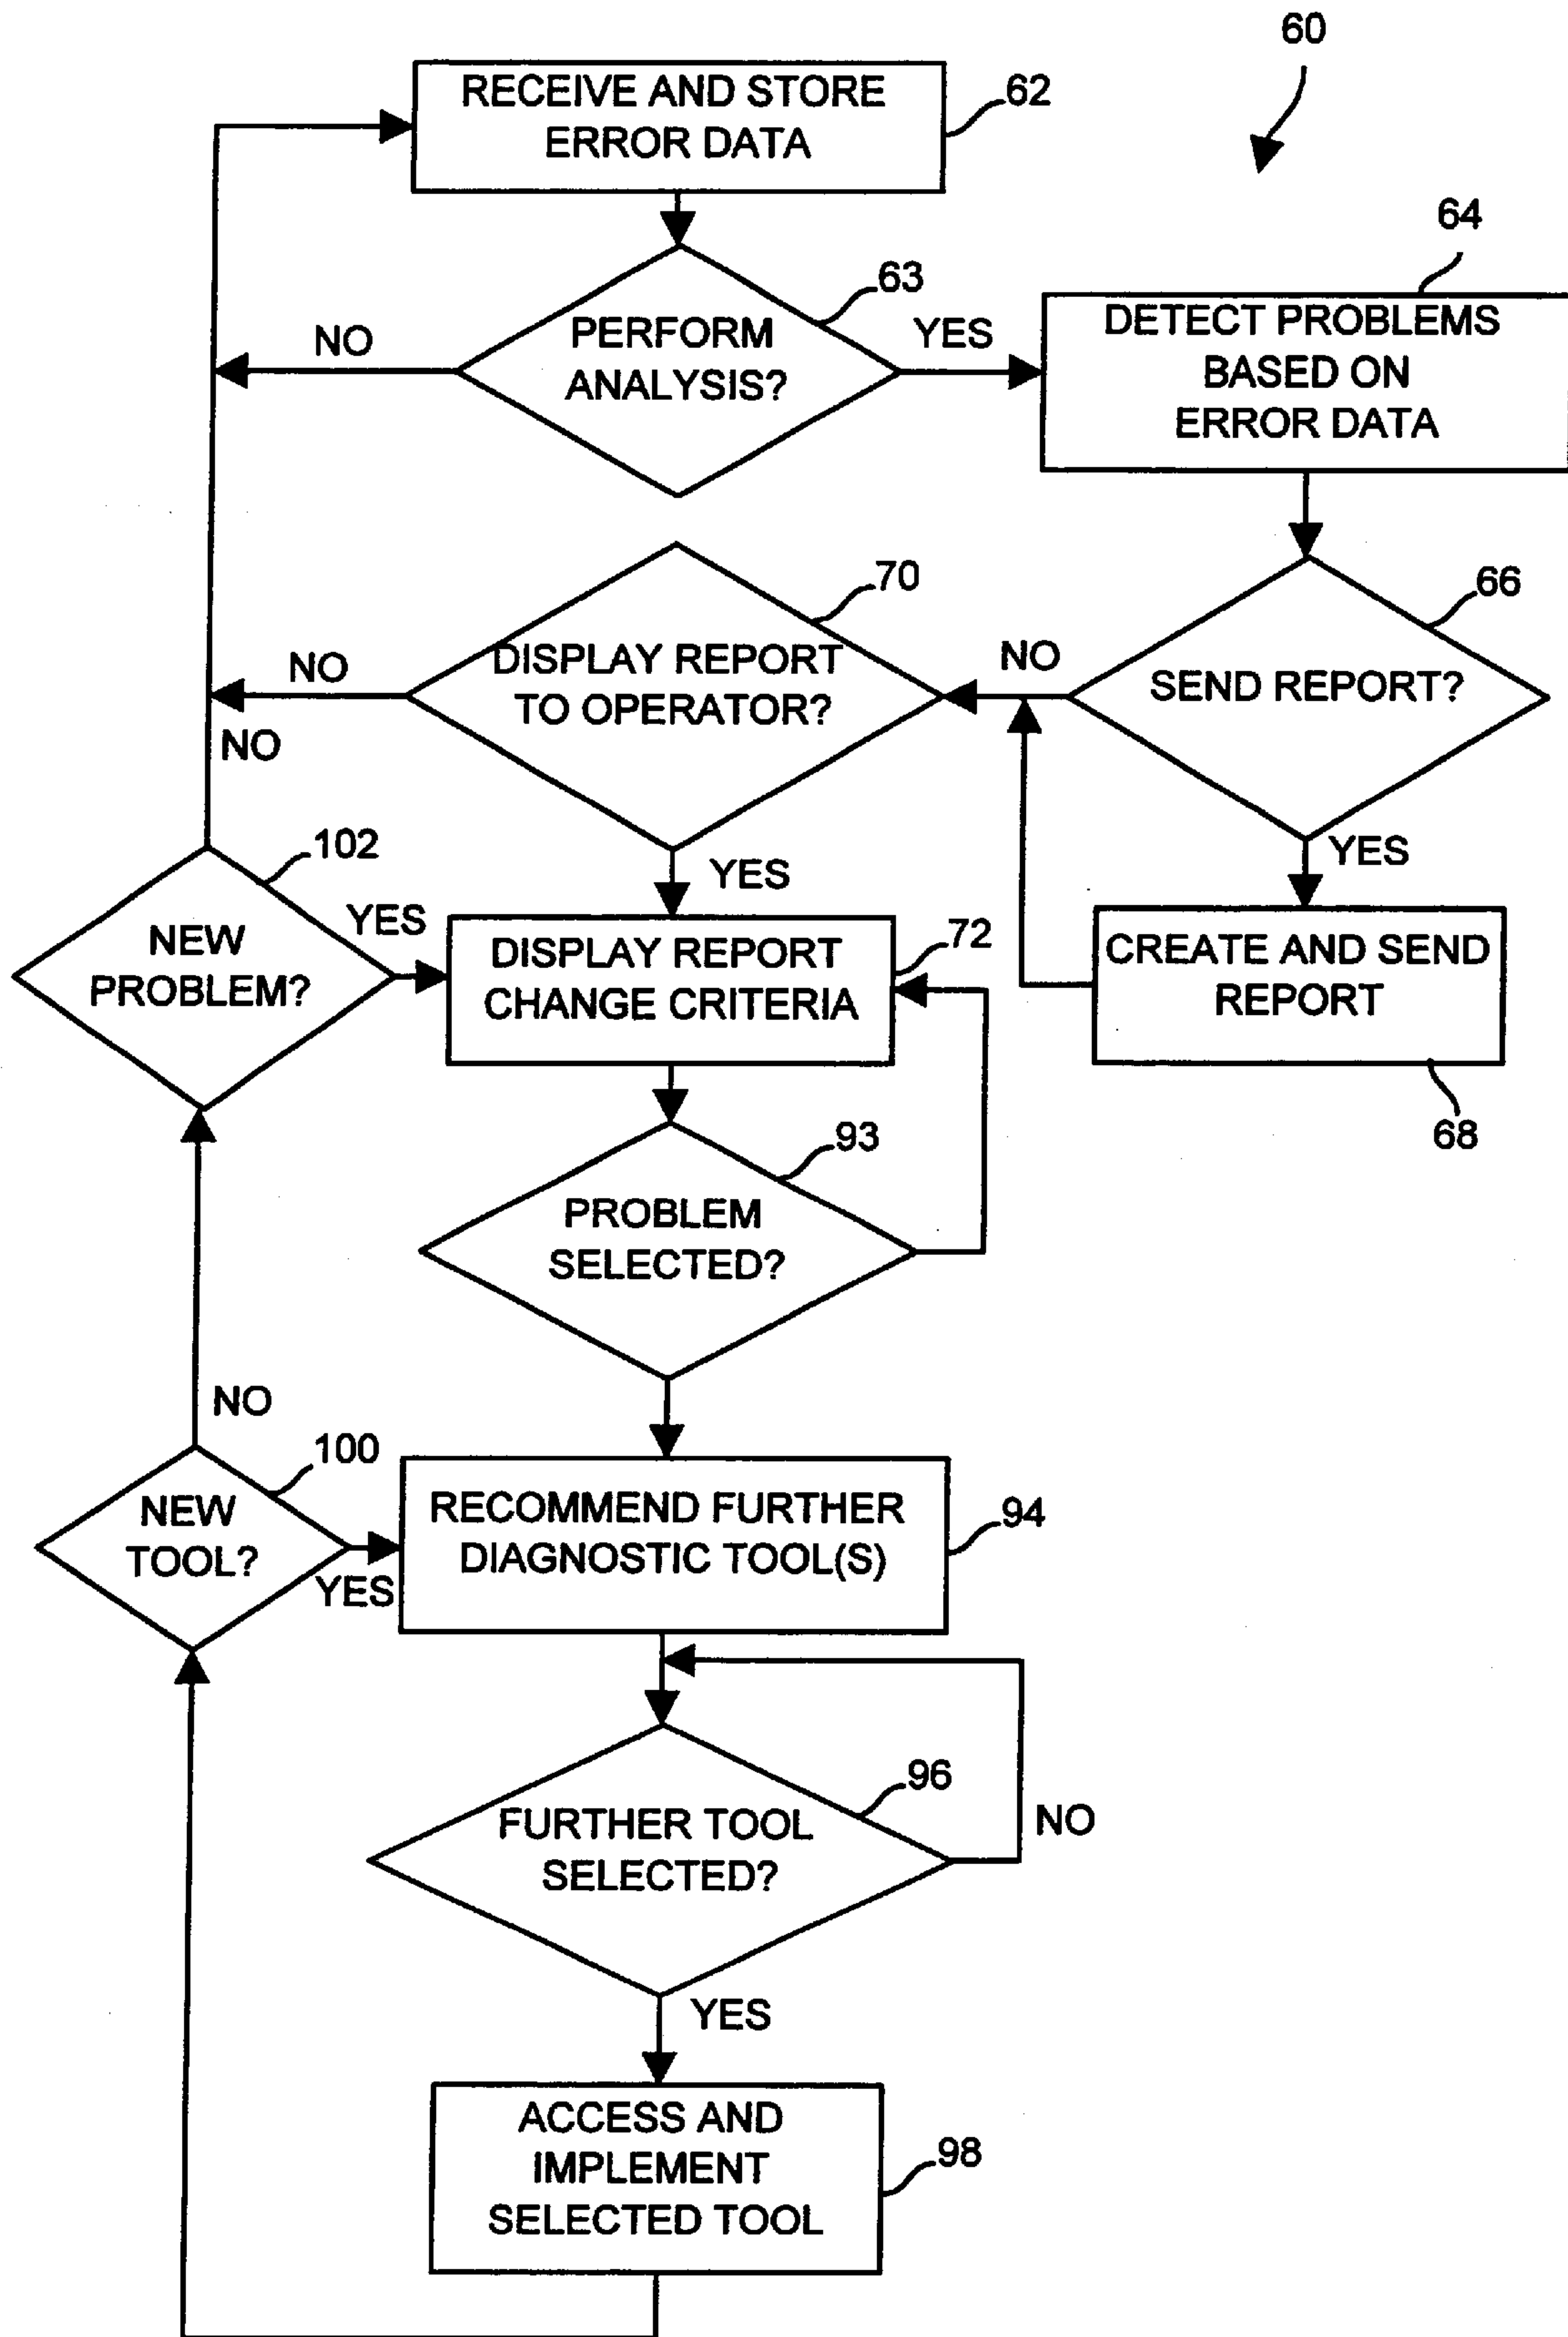 60
RECEIVE AND STORE
ERROR DATA
62
63
PERFORM
ANALYSIS?
NO
YES
64
DETECT PROBLEMS
BASED ON
ERROR DATA
66
SEND REPORT?
NO
YES
CREATE AND SEND
REPORT
68
70
DISPLAY REPORT
TO OPERATOR?
NO
YES
NO
102
NEW
PROBLEM?
YES
DISPLAY REPORT
CHANGE CRITERIA
72
93
PROBLEM
SELECTED?
NO
100
NEW
TOOL?
YES
RECOMMEND FURTHER
DIAGNOSTIC TOOL(S)
94
96
FURTHER TOOL
SELECTED?
NO
YES
ACCESS AND
IMPLEMENT
SELECTED TOOL
98